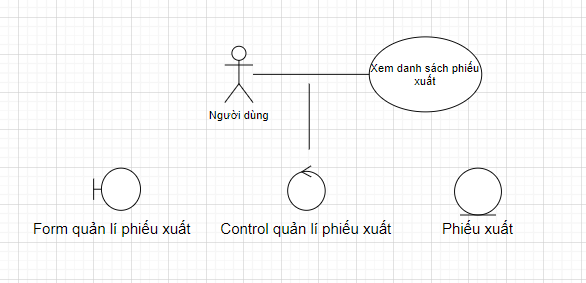 Xem danh sách phiếu
xuất
Người dùng
Form quản lí phiếu xuất
Control quản lí phiếu xuất
Phiếu xuất